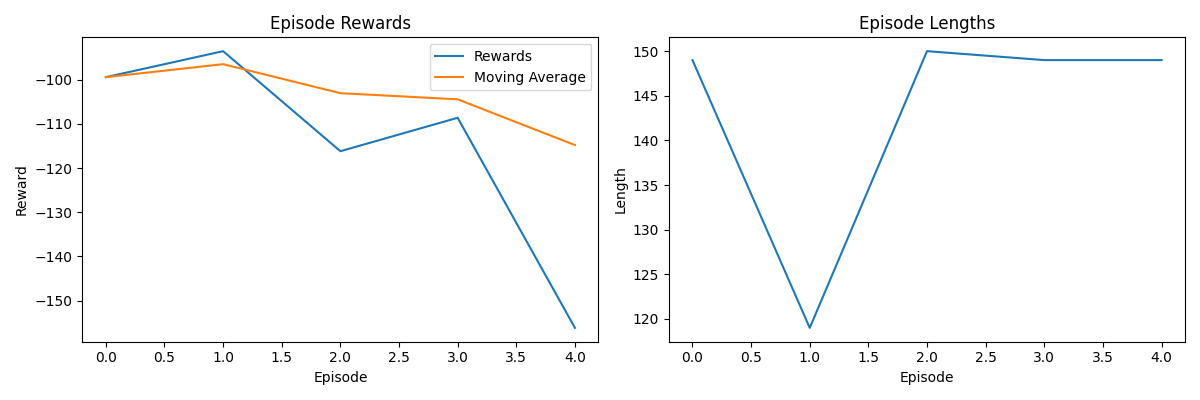 Episode Rewards
Rewards
Moving Average
−100
−110
−120
−130
−140
−150
Reward
0.0 0.5 1.0 1.5 2.0 2.5 3.0 3.5 4.0
Episode
Episode Lengths
150
145
140
135
130
125
120
Length
0.0 0.5 1.0 1.5 2.0 2.5 3.0 3.5 4.0
Episode